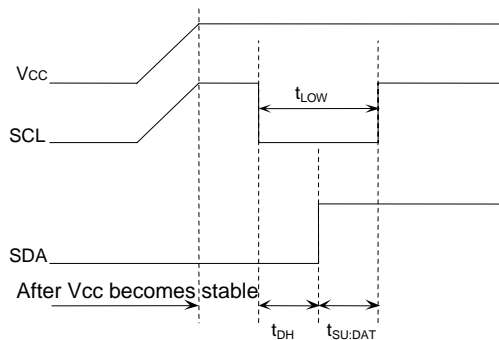 Vcc
tLOW
SCL
SDA
After Vcc becomes stable
tDH
tSU:DAT